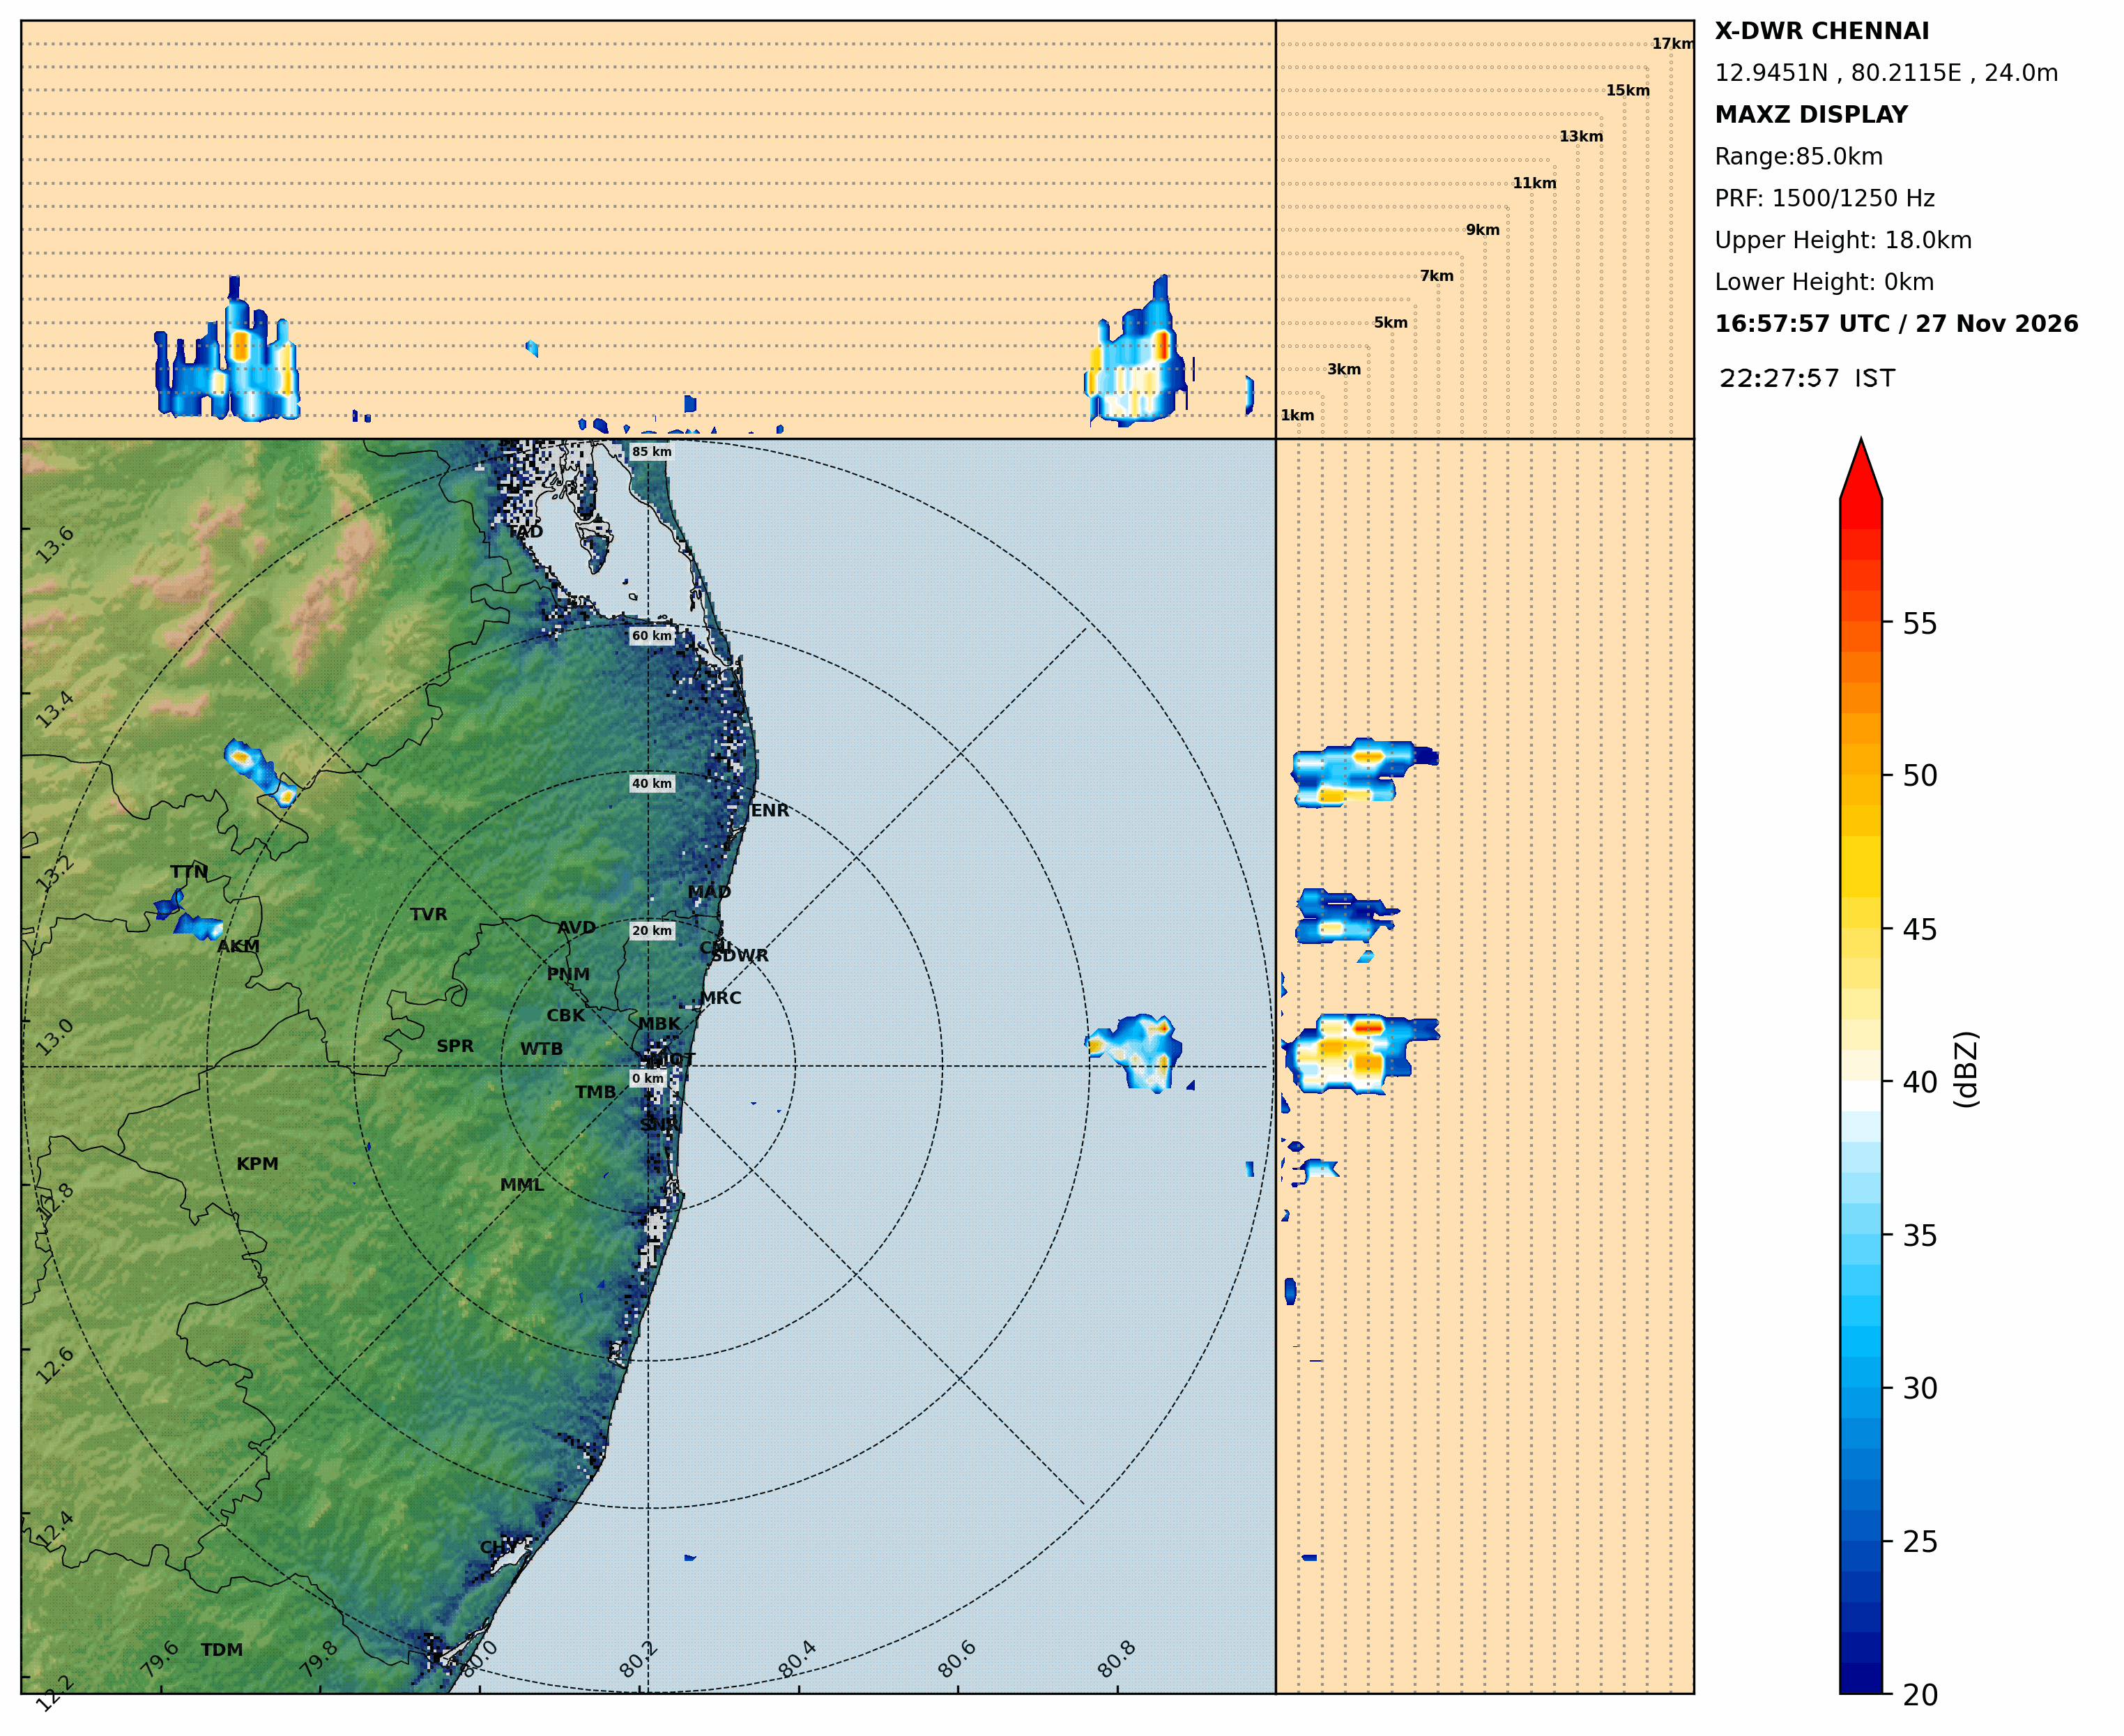 X-DWR CHENNAI
12.9451N , 80.2115E , 24.0m
MAXZ DISPLAY
Range:85.0km
PRF: 1500/1250 Hz
Upper Height: 18.0km
Lower Height: 0km
16:57:57 UTC / 27 Nov 2026
22:27:57 IST
17km
15km
13km
11km
9km
7km
5km
3km
1km
85 km
60 km
40 km
20 km
0 km
TAD
ENR
TTN
MAD
TVR
AVD
AKM
SDWR
PNM
MRC
CBK
MBK
SPR
WTB
TMB
SNR
KPM
MML
CHY
TDM
13.6
13.4
13.2
13.0
12.8
12.6
12.4
12.2
79.6
79.8
80.0
80.2
80.4
80.6
80.8
55
50
45
40
35
30
25
20
(dBZ)